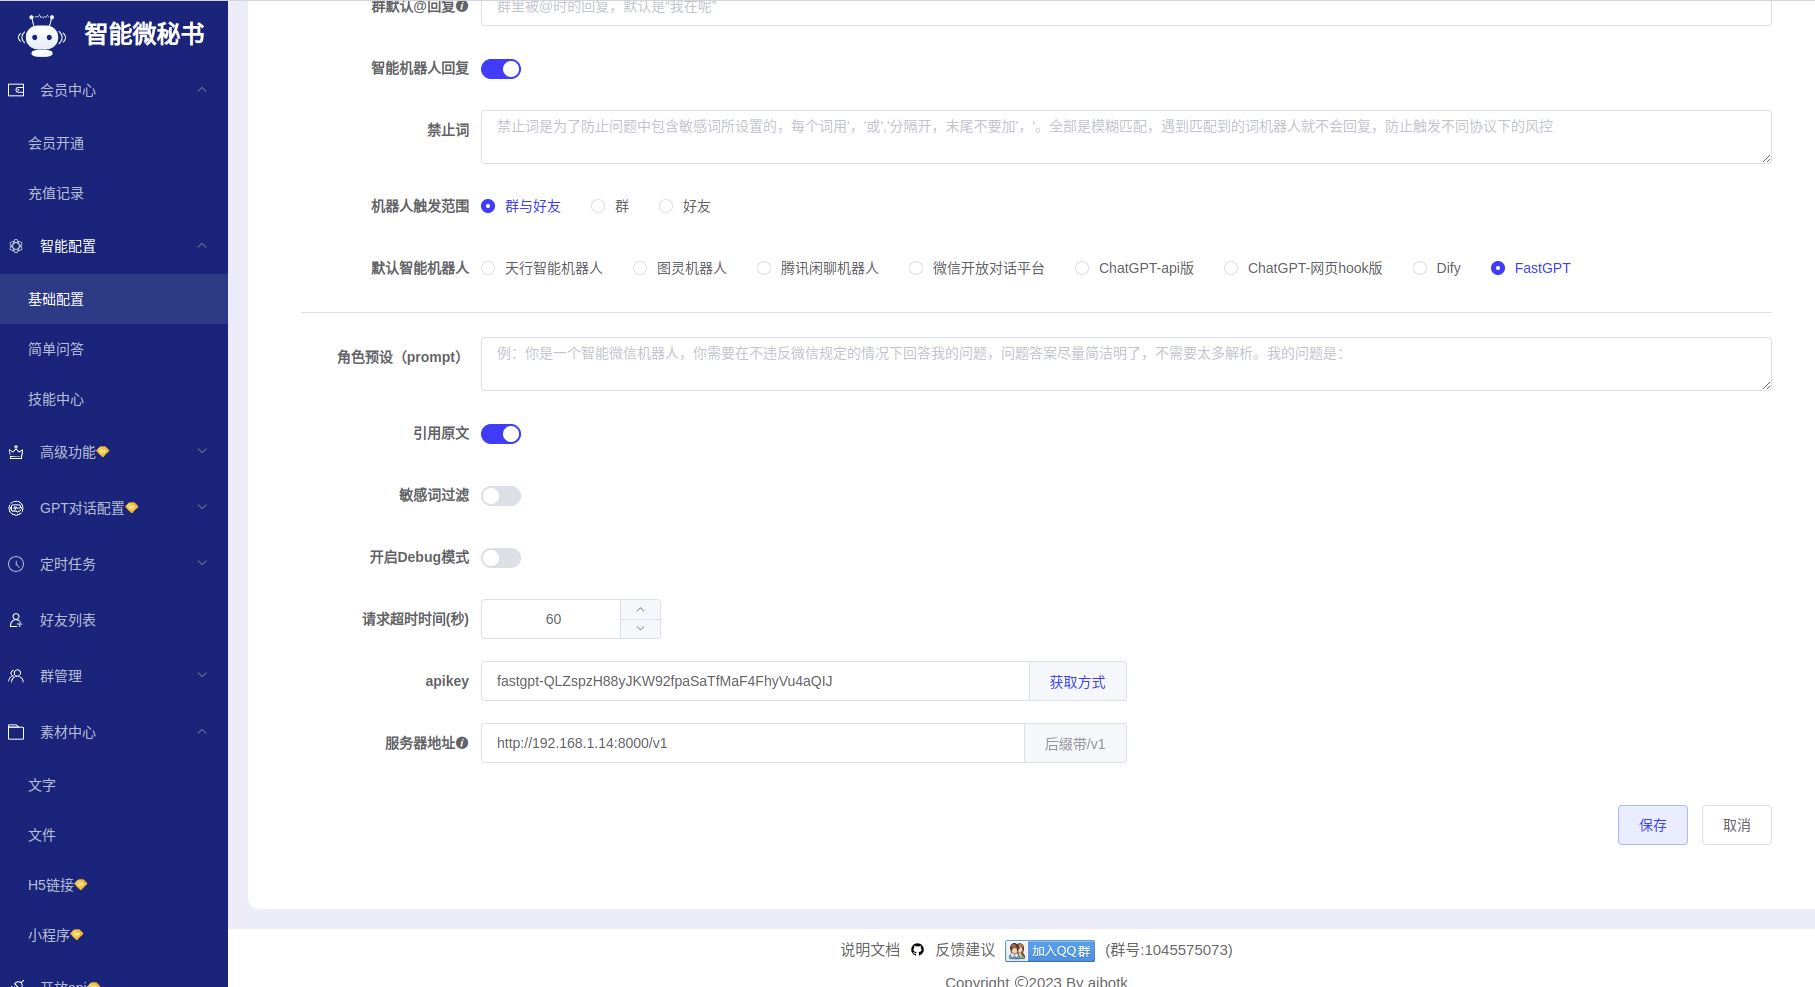 智能微秘书
会员中心
会员开通
充值记录
智能配置
基础配置
简单问答
技能中心
高级功能
GPT对话配置
定时任务
好友列表
群管理
素材中心
文字
文件
H5链接
小程序
开放api
群默认@回复 群里被@时的回复，默认是“我在呢”
智能机器人回复
禁止词 禁止词是为了防止问题中包含敏感词所设置的，每个词用'，'或','分隔开，末尾不要加'，'。全部是模糊匹配，遇到匹配到的词机器人就不会回复，防止触发不同协议下的风控
机器人触发范围 群与好友 群 好友
默认智能机器人 天行智能机器人 图灵机器人 腾讯闲聊机器人 微信开放对话平台 ChatGPT-api版 ChatGPT-网页hook版 Dify FastGPT
角色预设（prompt） 例：你是一个智能微信机器人，你需要在不违反微信规定的情况下回答我的问题，问题答案尽量简洁明了，不需要太多解析。我的问题是：
引用原文
敏感词过滤
开启Debug模式
请求超时时间(秒) 60
apikey fastgpt-QLZspzH88yJKW92fpaSaTfMaF4FhyVu4aQIJ 获取方式
服务器地址 http://192.168.1.14:8000/v1 后缀带/v1
保存 取消
说明文档 反馈建议 加入QQ群 (群号:1045575073)
Copyright ©2023 By aibotk